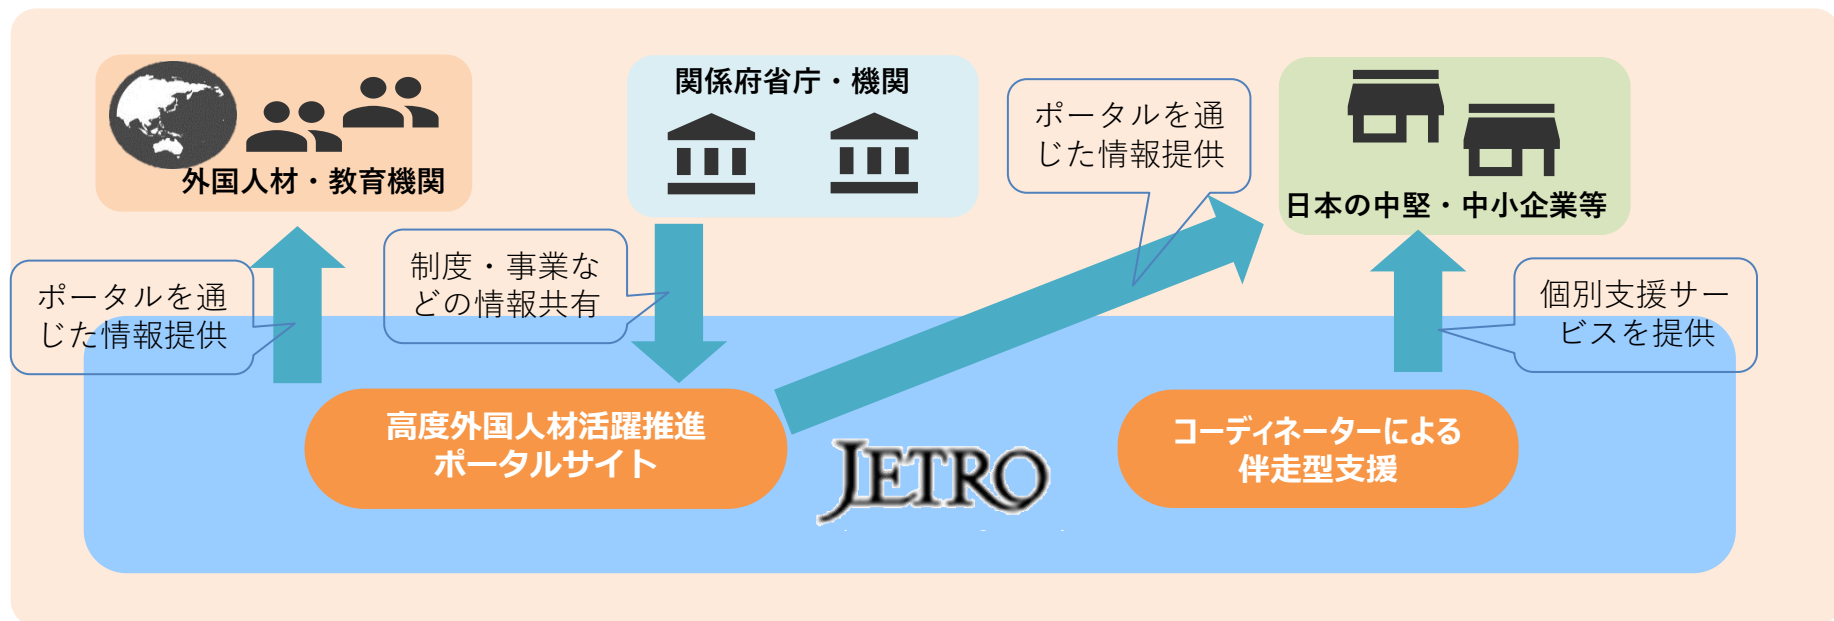 外国人材・教育機関
関係府省庁・機関
ポータルを通
じた情報提供
日本の中堅・中小企業等
ポータルを通
じた情報提供
制度・事業な
どの情報共有
個別支援サー
ビスを提供
高度外国人材活躍推進
ポータルサイト
JETRO
コーディネーターによる
伴走型支援